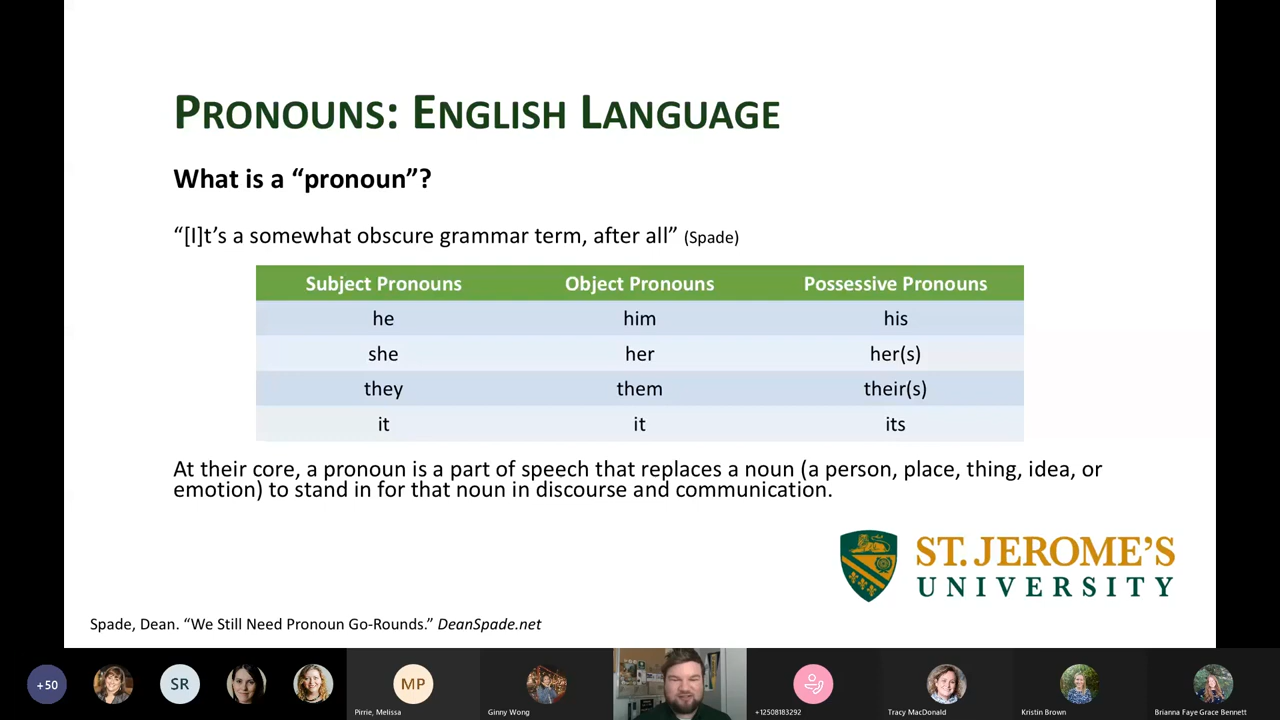 PRONOUNS: ENGLISH LANGUAGE
What is a “pronoun”?
“[I]t’s a somewhat obscure grammar term, after all” (Spade)
Subject Pronouns Object Pronouns Possessive Pronouns
he him his
she her her(s)
they them their(s)
it it its
At their core, a pronoun is a part of speech that replaces a noun (a person, place, thing, idea, or
emotion) to stand in for that noun in discourse and communication.
ST. JEROME’S
UNIVERSITY
Spade, Dean. “We Still Need Pronoun Go-Rounds.” DeanSpade.net
+50 SR MP
Pirrie, Melissa Ginny Wong +12508183292 Tracy MacDonald Kristin Brown Brianna Faye Grace Bennett